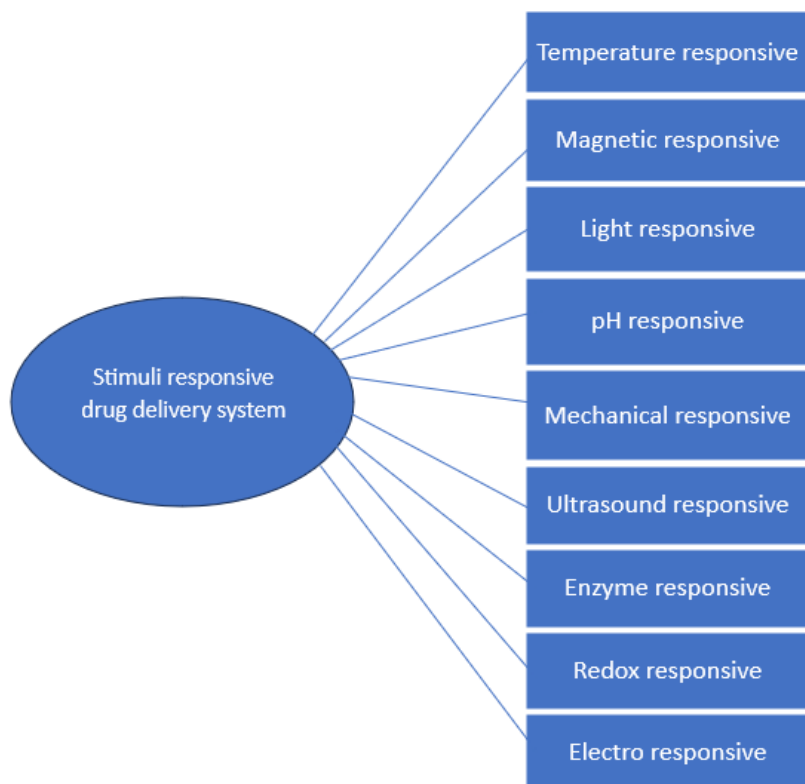 Stimuli responsive
drug delivery system
Temperature responsive
Magnetic responsive
Light responsive
pH responsive
Mechanical responsive
Ultrasound responsive
Enzyme responsive
Redox responsive
Electro responsive